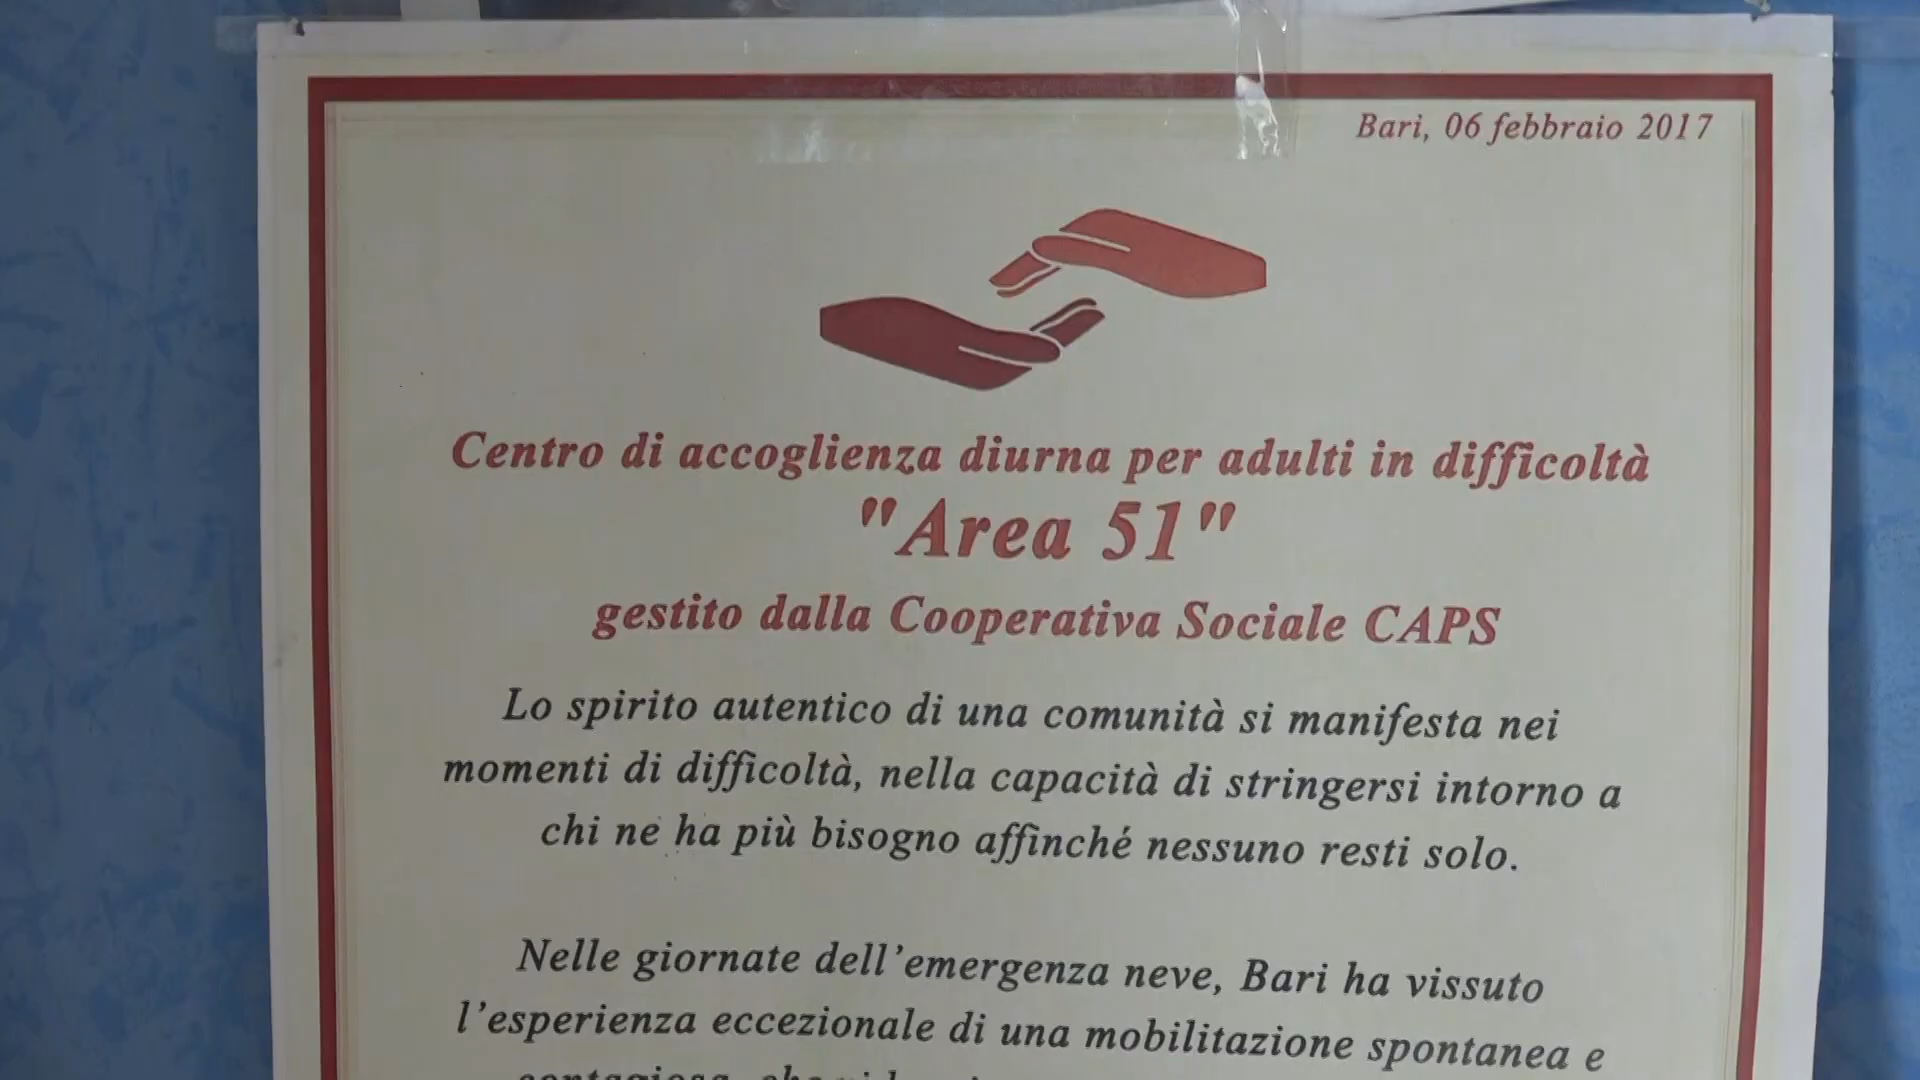 Bari, 06 febbraio 2017
Centro di accoglienza diurna per adulti in difficoltà
"Area 51"
gestito dalla Cooperativa Sociale CAPS
Lo spirito autentico di una comunità si manifesta nei
momenti di difficoltà, nella capacità di stringersi intorno a
chi ne ha più bisogno affinché nessuno resti solo.
Nelle giornate dell'emergenza neve, Bari ha vissuto
l'esperienza eccezionale di una mobilitazione spontanea e